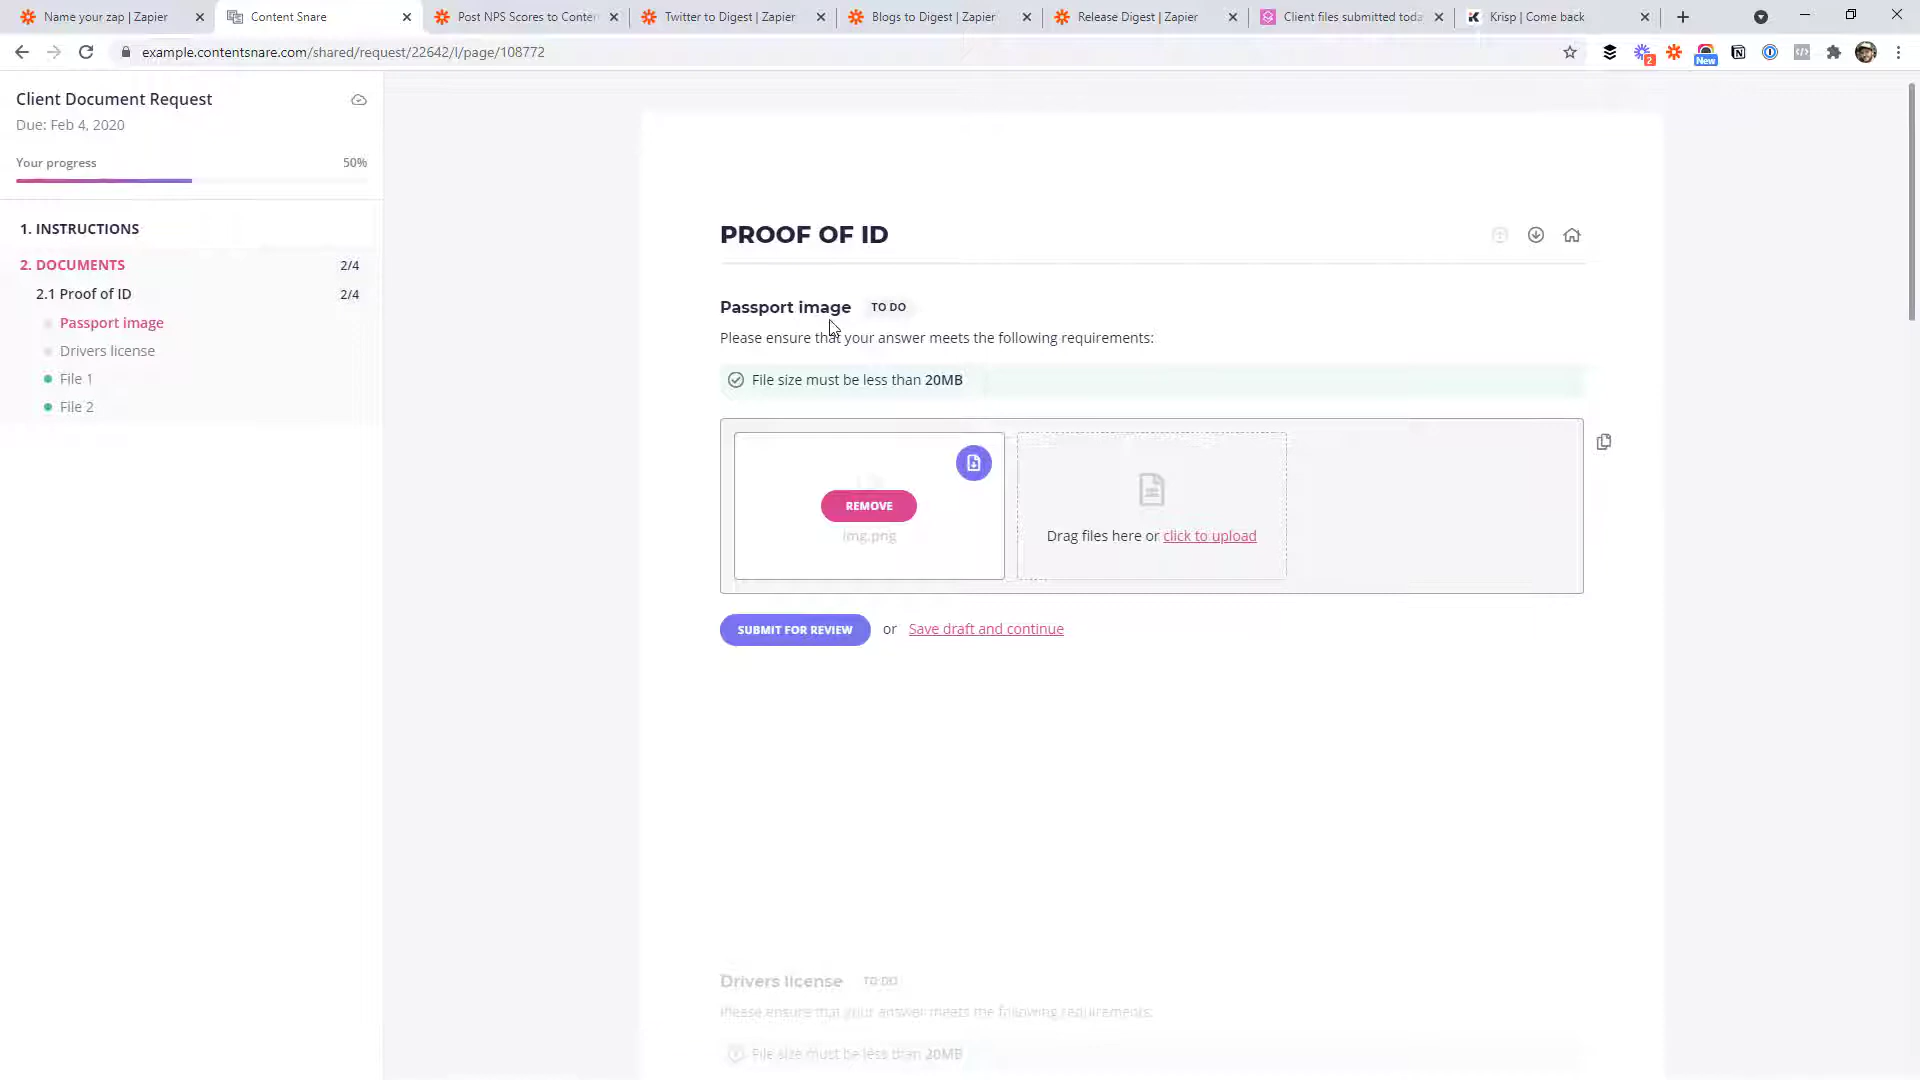 Name your zap | Zapier
Content Snare
Post NPS Scores to Conten
Twitter to Digest | Zapier
Blogs to Digest | Zapier
Release Digest | Zapier
Client files submitted toda
Krisp | Come back
example.contentsnare.com/shared/request/22642/l/page/108772
2
New
Client Document Request
Due: Feb 4, 2020
Your progress
50%
1. INSTRUCTIONS
2. DOCUMENTS
2/4
2.1 Proof of ID
2/4
Passport image
Drivers license
File 1
File 2
PROOF OF ID
Passport image
TO DO
Please ensure that your answer meets the following requirements:
File size must be less than 20MB
REMOVE
img.png
Drag files here or click to upload
SUBMIT FOR REVIEW
or
Save draft and continue
Drivers license
TO DO
Please ensure that your answer meets the following requirements:
File size must be less than 20MB